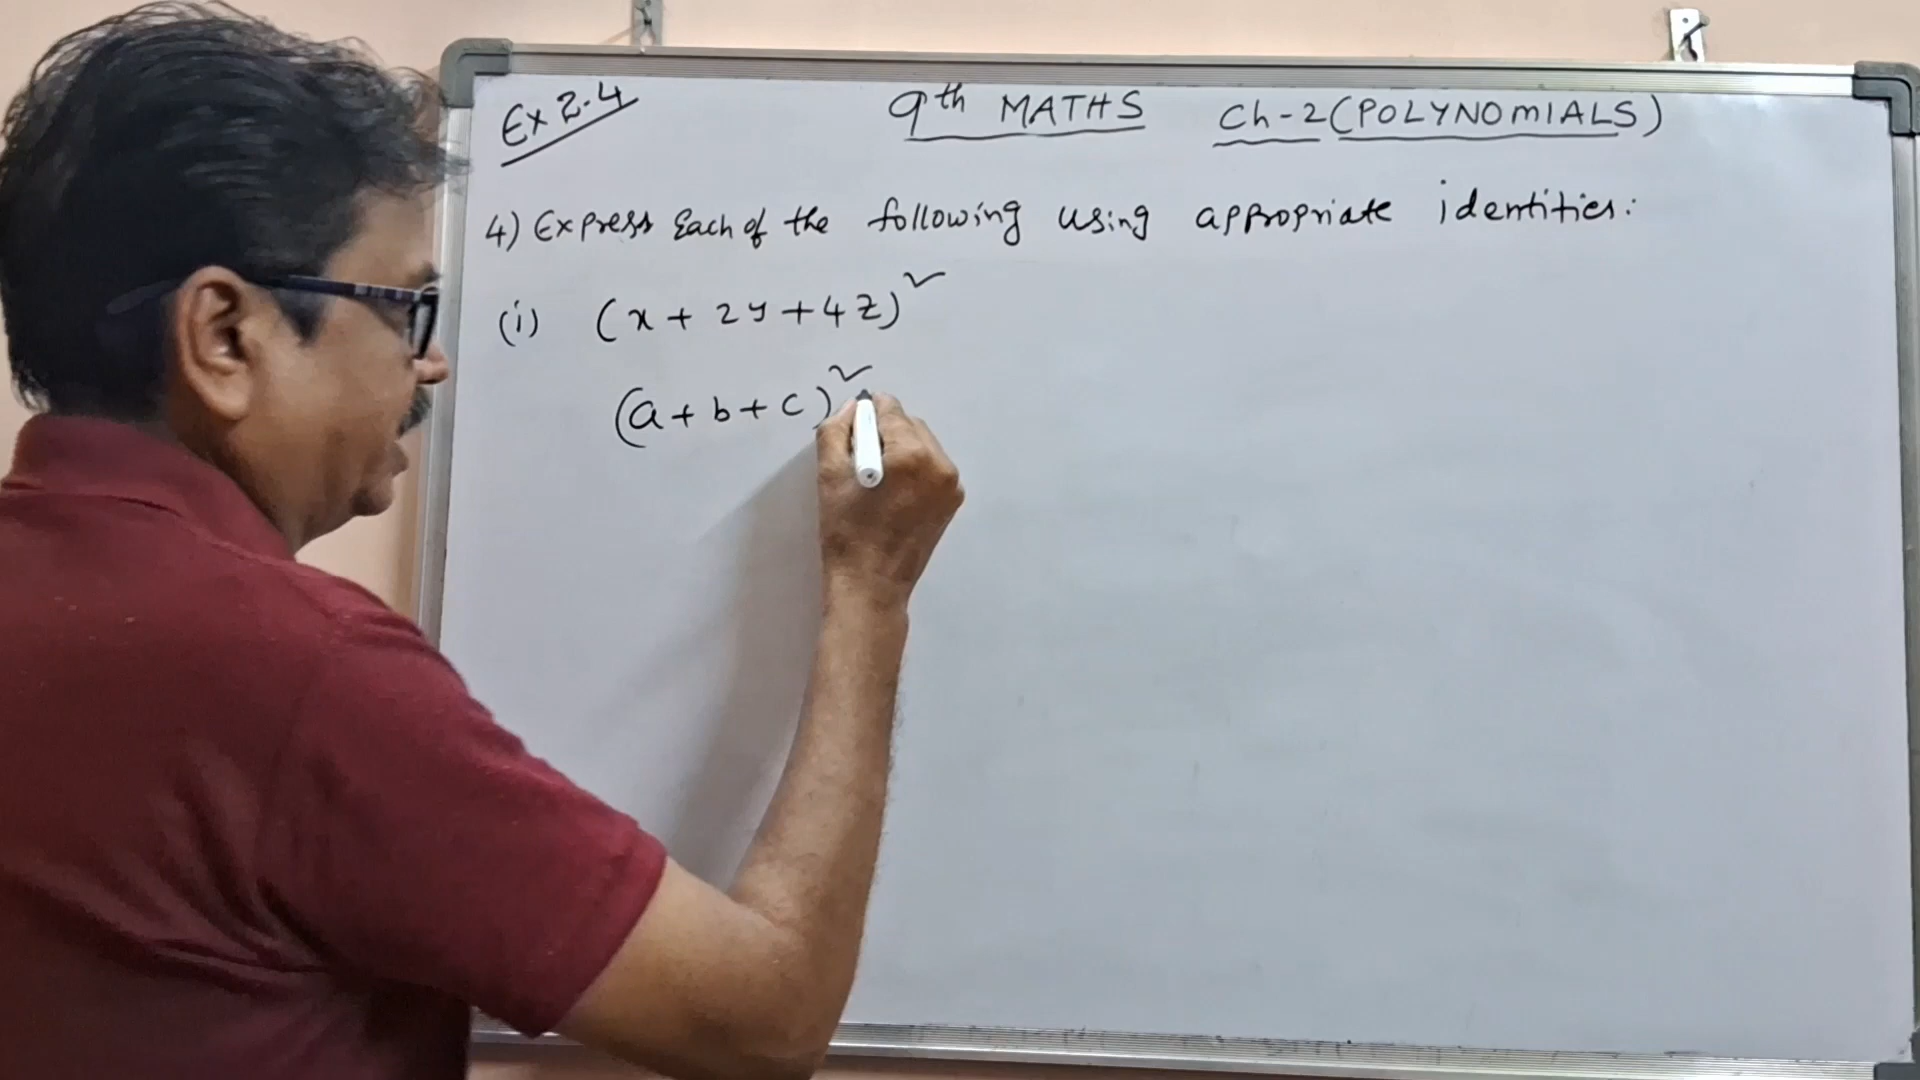 Ex 2.4
9th MATHS Ch-2 (POLYNOMIALS)
4) Express Each of the following using appropriate identities:
(i) (x + 2y + 4z)²
(a + b + c)²